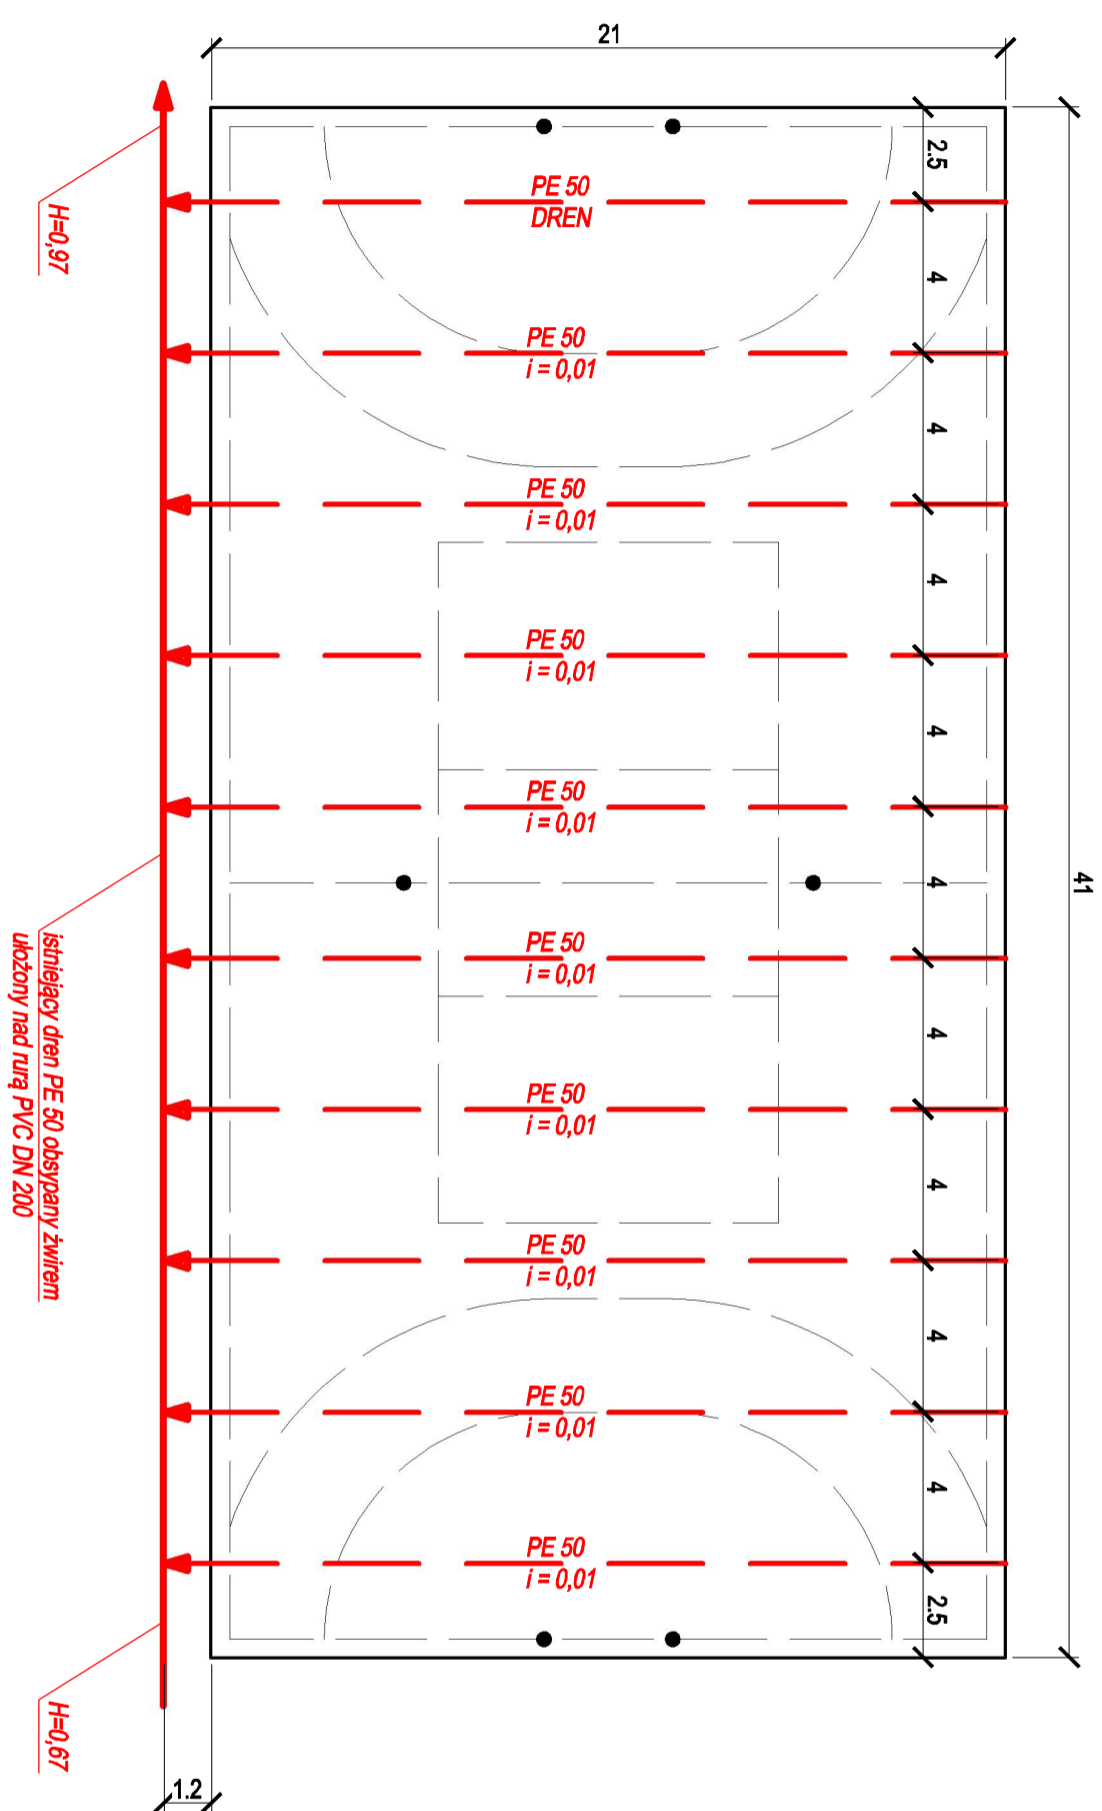 21
2.5
PE 50
DREN
H=0,97
4
PE 50
i = 0,01
4
PE 50
i = 0,01
4
PE 50
i = 0,01
4
PE 50
i = 0,01
41
4
PE 50
i = 0,01
istniejący dren PE 50 obsypany żwirem
ułożony nad rurą PVC DN 200
4
PE 50
i = 0,01
4
PE 50
i = 0,01
4
PE 50
i = 0,01
4
PE 50
i = 0,01
2.5
H=0,67
1.2